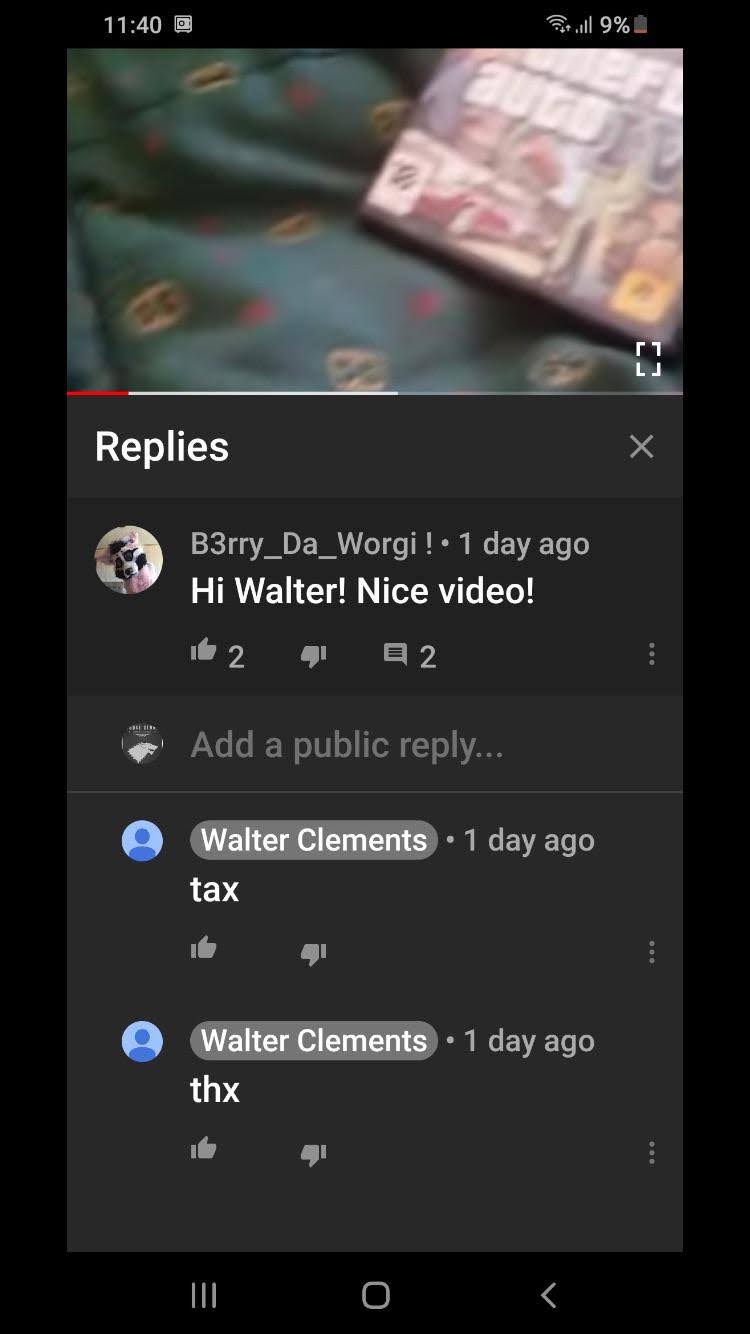 11:40
9%
auto
Replies
B3rry_Da_Worgi ! • 1 day ago
Hi Walter! Nice video!
2 2
Add a public reply...
Walter Clements • 1 day ago
tax
Walter Clements • 1 day ago
thx